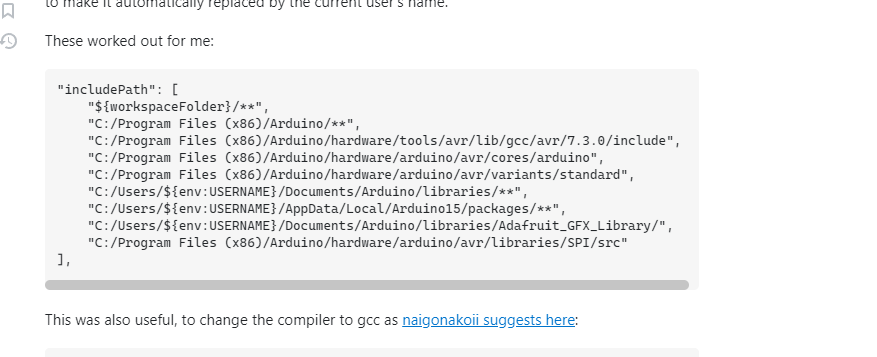 to make it automatically replaced by the current user's name.
These worked out for me:
"includePath": [
    "${workspaceFolder}/**",
    "C:/Program Files (x86)/Arduino/**",
    "C:/Program Files (x86)/Arduino/hardware/tools/avr/lib/gcc/avr/7.3.0/include",
    "C:/Program Files (x86)/Arduino/hardware/arduino/avr/cores/arduino",
    "C:/Program Files (x86)/Arduino/hardware/arduino/avr/variants/standard",
    "C:/Users/${env:USERNAME}/Documents/Arduino/libraries/**",
    "C:/Users/${env:USERNAME}/AppData/Local/Arduino15/packages/**",
    "C:/Users/${env:USERNAME}/Documents/Arduino/libraries/Adafruit_GFX_Library/",
    "C:/Program Files (x86)/Arduino/hardware/arduino/avr/libraries/SPI/src"
],
This was also useful, to change the compiler to gcc as naigonakoii suggests here: